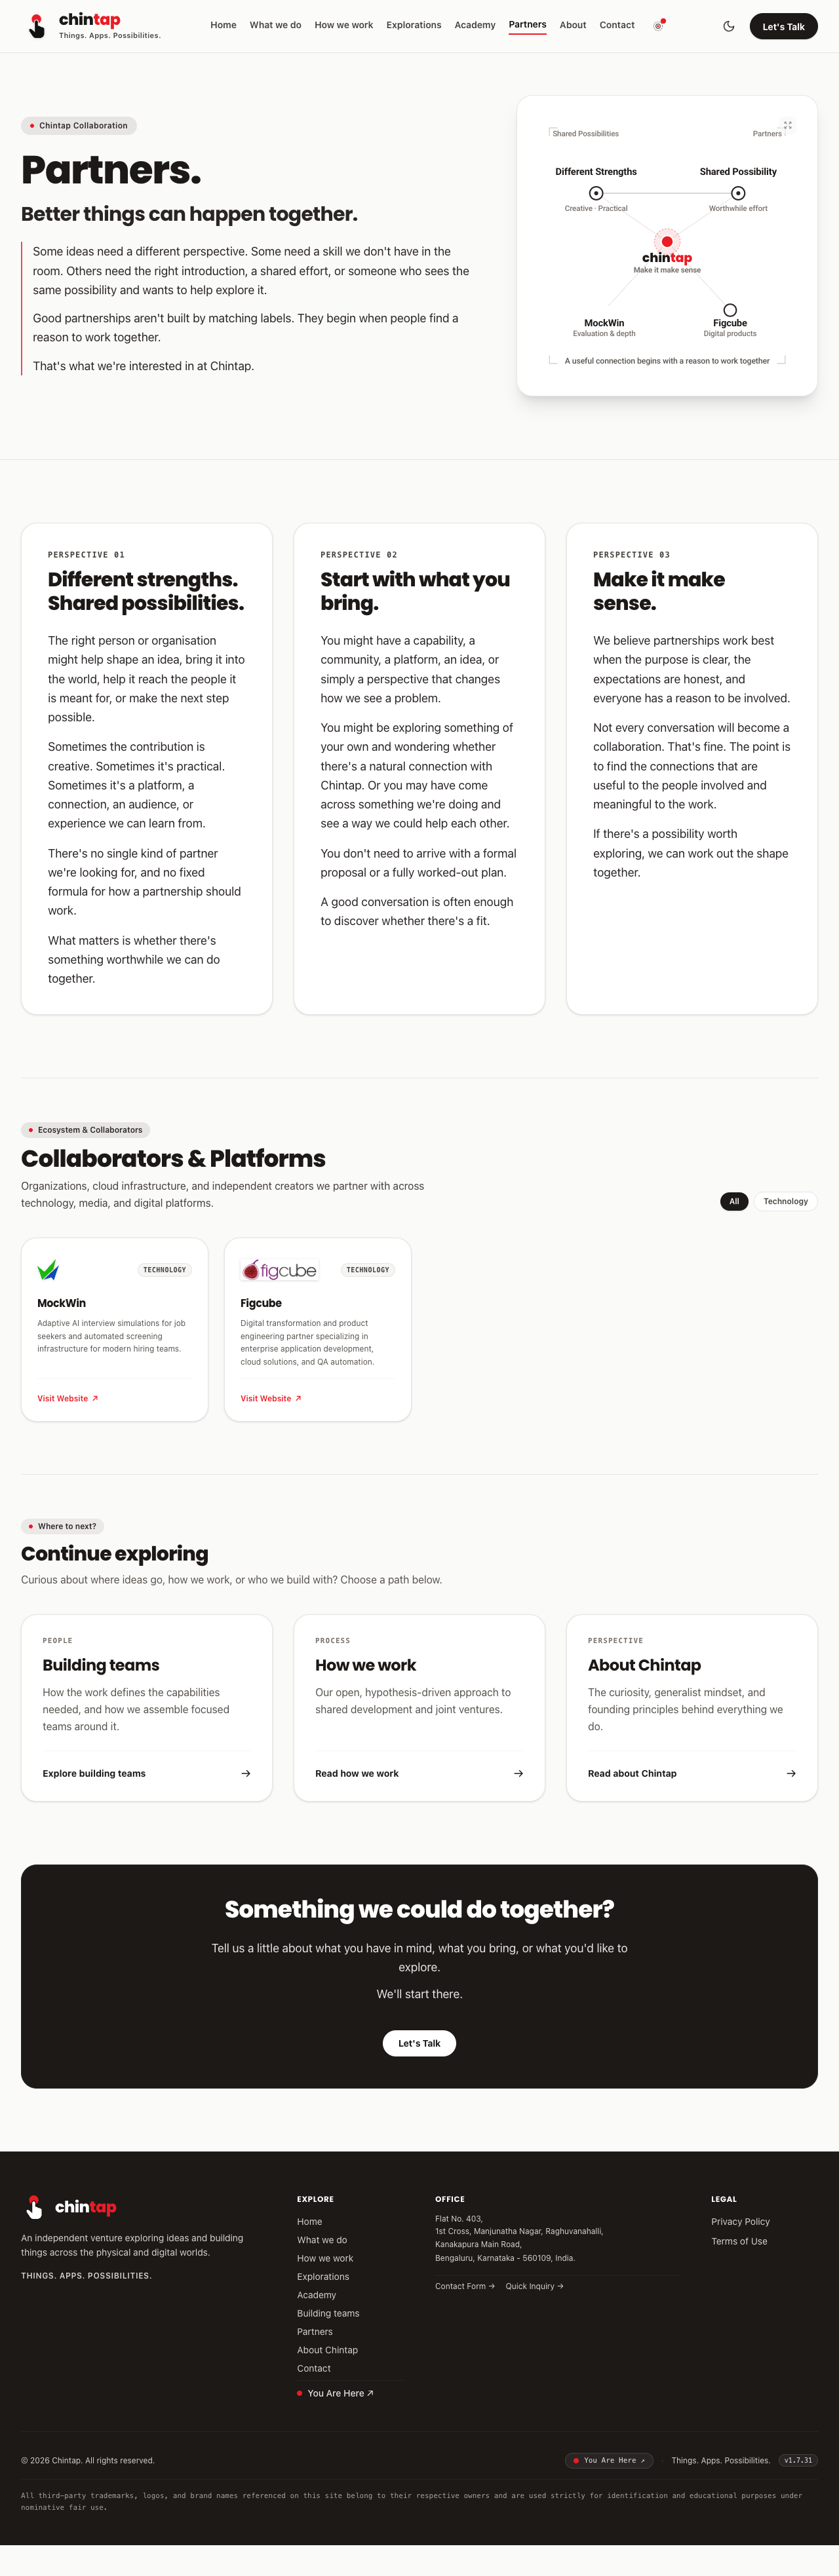 chintap
Things. Apps. Possibilities.
Home What we do How we work Explorations Academy Partners About Contact
Let's Talk
Chintap Collaboration
Partners.
Better things can happen together.
Some ideas need a different perspective. Some need a skill we don't have in the
room. Others need the right introduction, a shared effort, or someone who sees the
same possibility and wants to help explore it.
Good partnerships aren't built by matching labels. They begin when people find a
reason to work together.
That's what we're interested in at Chintap.
Shared Possibilities
Partners
Different Strengths
Shared Possibility
Creative · Practical
Worthwhile effort
chintap
Make it make sense
MockWin
Evaluation & depth
Figcube
Digital products
A useful connection begins with a reason to work together
PERSPECTIVE 01
Different strengths.
Shared possibilities.
The right person or organisation
might help shape an idea, bring it into
the world, help it reach the people it
is meant for, or make the next step
possible.
Sometimes the contribution is
creative. Sometimes it's practical.
Sometimes it's a platform, a
connection, an audience, or
experience we can learn from.
There's no single kind of partner
we're looking for, and no fixed
formula for how a partnership should
work.
What matters is whether there's
something worthwhile we can do
together.
PERSPECTIVE 02
Start with what you
bring.
You might have a capability, a
community, a platform, an idea, or
simply a perspective that changes
how we see a problem.
You might be exploring something of
your own and wondering whether
there's a natural connection with
Chintap. Or you may have come
across something we're doing and
see a way we could help each other.
You don't need to arrive with a formal
proposal or a fully worked-out plan.
A good conversation is often enough
to discover whether there's a fit.
PERSPECTIVE 03
Make it make
sense.
We believe partnerships work best
when the purpose is clear, the
expectations are honest, and
everyone has a reason to be involved.
Not every conversation will become a
collaboration. That's fine. The point is
to find the connections that are
useful to the people involved and
meaningful to the work.
If there's a possibility worth
exploring, we can work out the shape
together.
Ecosystem & Collaborators
Collaborators & Platforms
Organizations, cloud infrastructure, and independent creators we partner with across
technology, media, and digital platforms.
All Technology
TECHNOLOGY
MockWin
Adaptive AI interview simulations for job
seekers and automated screening
infrastructure for modern hiring teams.
Visit Website ↗
figcube
TECHNOLOGY
Figcube
Digital transformation and product
engineering partner specializing in
enterprise application development,
cloud solutions, and QA automation.
Visit Website ↗
Where to next?
Continue exploring
Curious about where ideas go, how we work, or who we build with? Choose a path below.
PEOPLE
Building teams
How the work defines the capabilities
needed, and how we assemble focused
teams around it.
Explore building teams →
PROCESS
How we work
Our open, hypothesis-driven approach to
shared development and joint ventures.
Read how we work →
PERSPECTIVE
About Chintap
The curiosity, generalist mindset, and
founding principles behind everything we
do.
Read about Chintap →
Something we could do together?
Tell us a little about what you have in mind, what you bring, or what you'd like to
explore.
We'll start there.
Let's Talk
chintap
An independent venture exploring ideas and building
things across the physical and digital worlds.
THINGS. APPS. POSSIBILITIES.
EXPLORE
Home
What we do
How we work
Explorations
Academy
Building teams
Partners
About Chintap
Contact
You Are Here ↗
OFFICE
Flat No. 403,
1st Cross, Manjunatha Nagar, Raghuvanahalli,
Kanakapura Main Road,
Bengaluru, Karnataka - 560109, India.
Contact Form → Quick Inquiry →
LEGAL
Privacy Policy
Terms of Use
© 2026 Chintap. All rights reserved.
You Are Here ↗
Things. Apps. Possibilities.
v1.7.31
All third-party trademarks, logos, and brand names referenced on this site belong to their respective owners and are used strictly for identification and educational purposes under
nominative fair use.